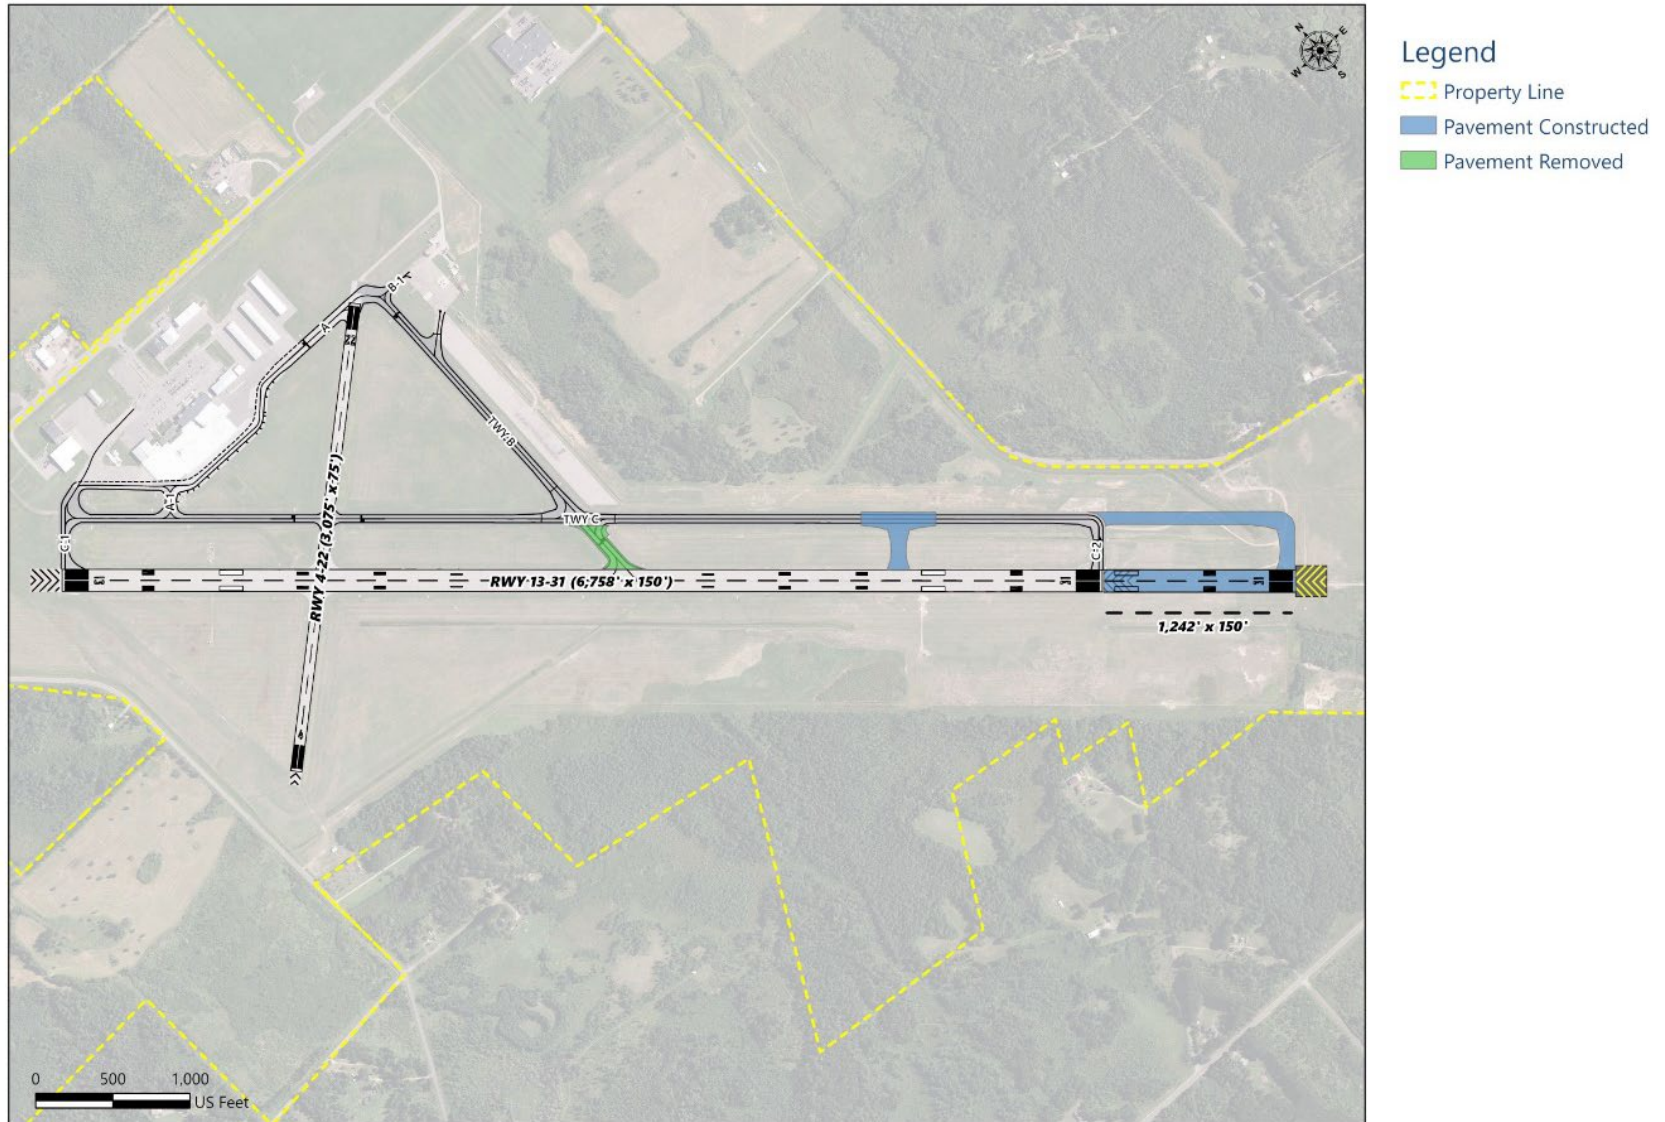 N
E
W
S
Legend
Property Line
Pavement Constructed
Pavement Removed
B-1
A
22
TWY B
RWY 4-22 (3,075' x 75')
A-1
TWY C
C-1
C-2
13
RWY 13-31 (6,758' x 150')
31
31
1,242' x 150'
4
0 500 1,000
US Feet